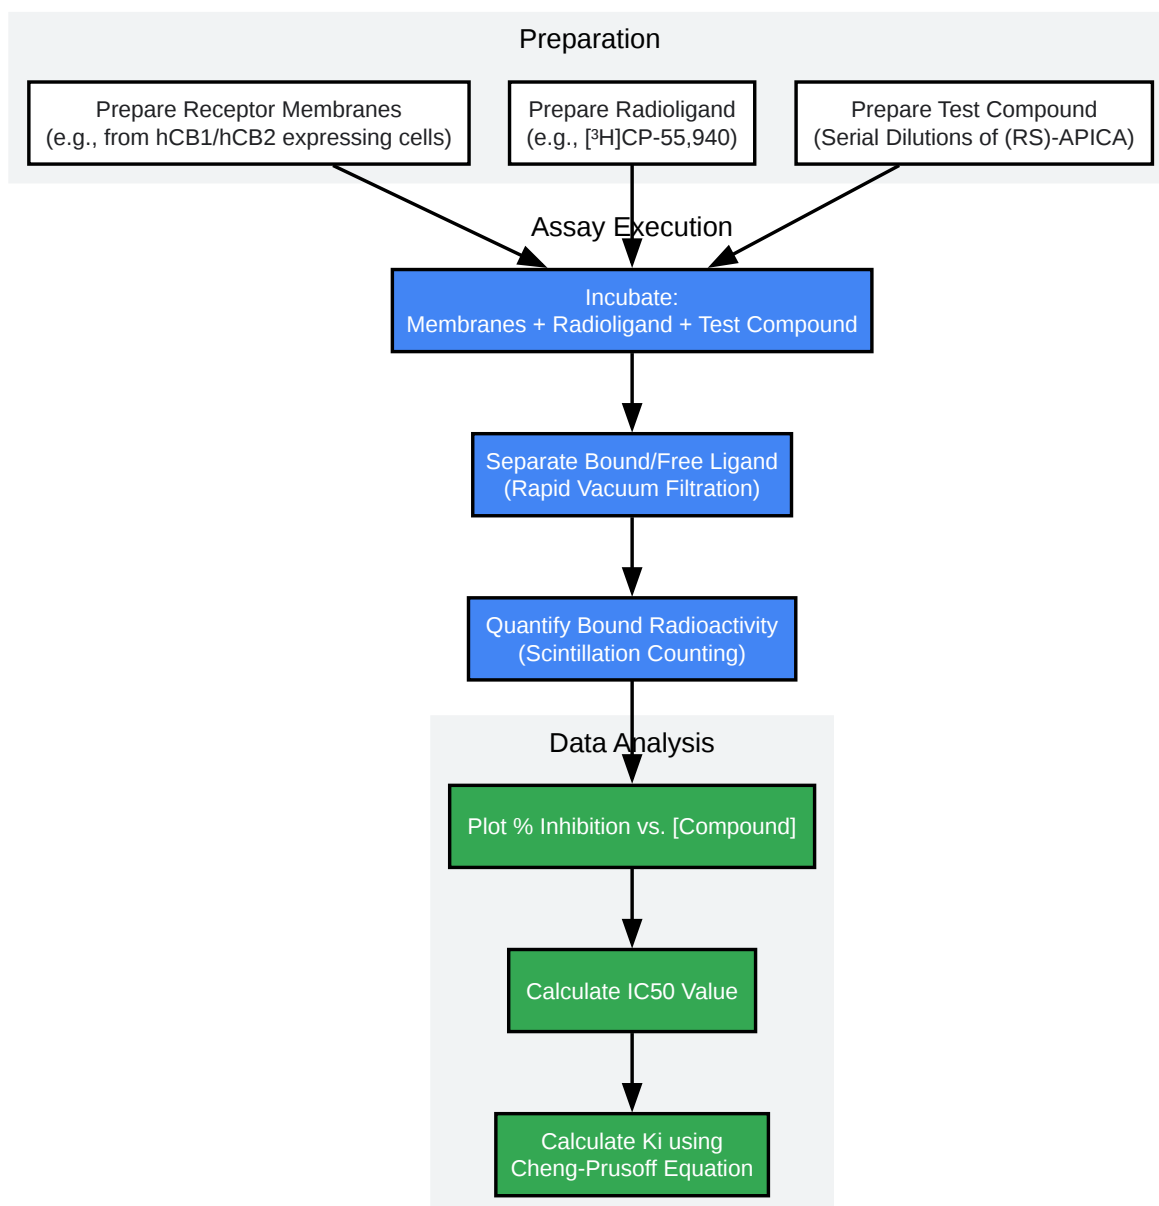 Preparation
Prepare Receptor Membranes
(e.g., from hCB1/hCB2 expressing cells)
Prepare Radioligand
(e.g., [³H]CP-55,940)
Prepare Test Compound
(Serial Dilutions of (RS)-APICA)
Assay Execution
Incubate:
Membranes + Radioligand + Test Compound
Separate Bound/Free Ligand
(Rapid Vacuum Filtration)
Quantify Bound Radioactivity
(Scintillation Counting)
Data Analysis
Plot % Inhibition vs. [Compound]
Calculate IC50 Value
Calculate Ki using
Cheng-Prusoff Equation